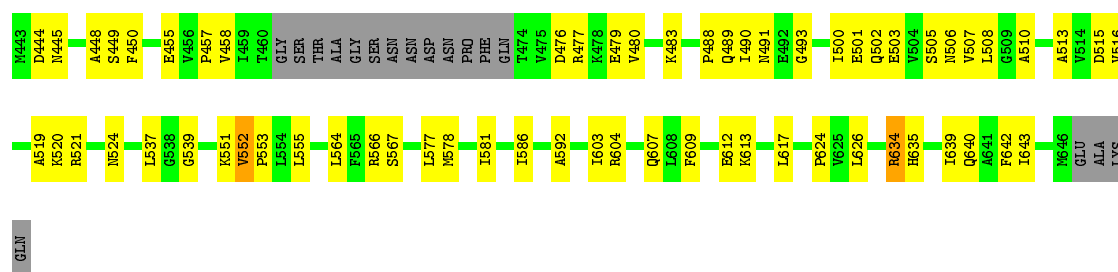 M443 D444 N445 A448 S449 F450 E455 V456 P457 V458 I459 T460 GLY SER THR ALA GLY SER ASN ASN ASP ASN PRO PHE GLN T474 V475 D476 R477 K478 E479 V480 K483 P488 Q489 I490 N491 E492 G493 I500 E501 Q502 E503 V504 S505 N506 V507 L508 G509 A510 A513 V514 D515 V516
A519 K520 R521 N524 L537 G538 G539 K551 V552 P553 L554 L555 L564 F565 R566 S567 L577 M578 I581 I586 A592 I603 R604 Q607 L608 F609 R612 K613 L617 P624 V625 L626 R634 H635 I639 Q640 A641 F642 I643 M646 GLU ALA LYS
GLN